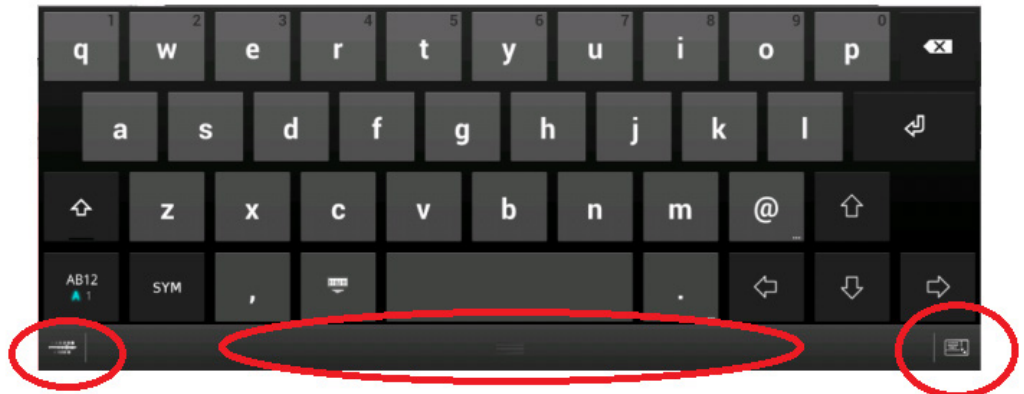 1 2 3 4 5 6 7 8 9 0
q w e r t y u i o p
a s d f g h j k l
z x c v b n m @ ...
AB12 SYM , .
A 1